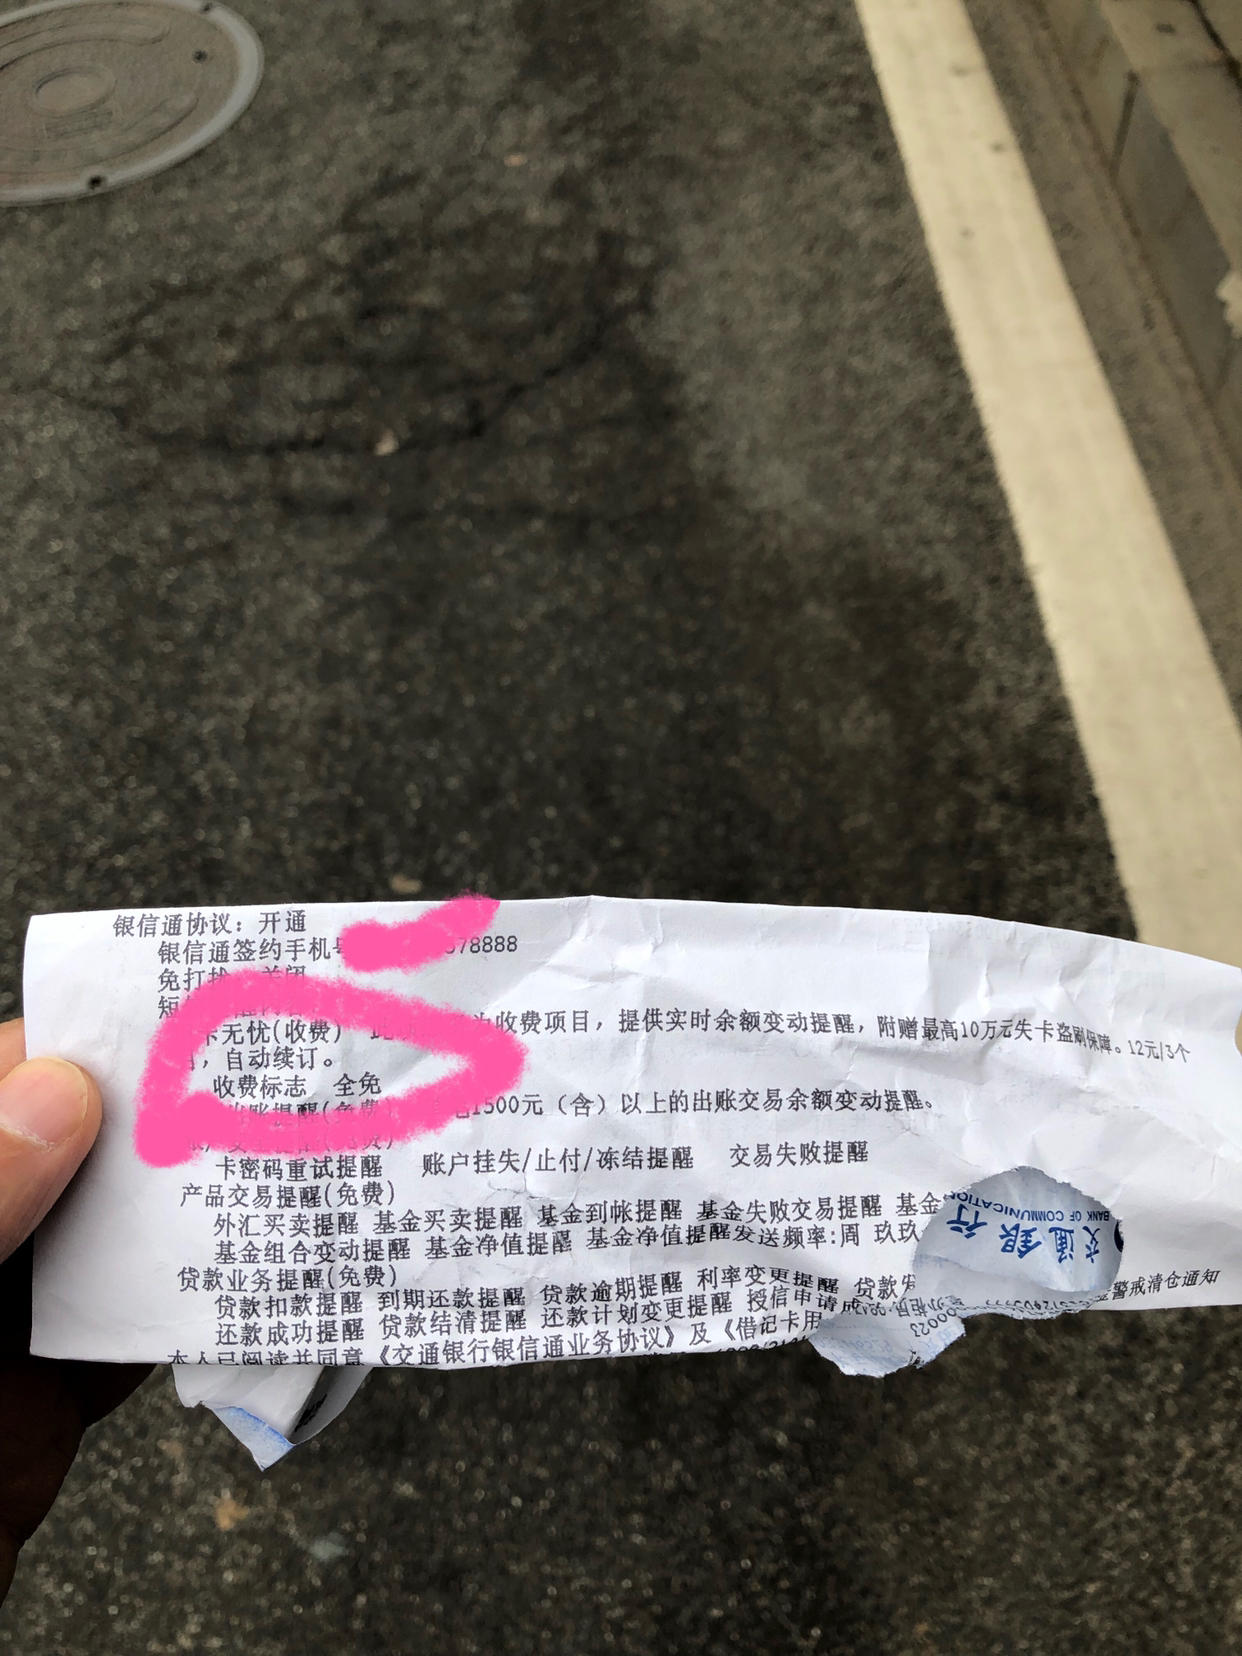 银信通协议：开通
银信通签约手机 78888
免打扰 关闭
短
卡无忧(收费) 收费项目，提供实时余额变动提醒，附赠最高10万元失卡盗刷保障。12元/3个
，自动续订。
收费标志 全免
出账提醒(免费) 1500元（含）以上的出账交易余额变动提醒。
卡密码重试提醒 账户挂失/止付/冻结提醒 交易失败提醒
产品交易提醒(免费)
外汇买卖提醒 基金买卖提醒 基金到帐提醒 基金失败交易提醒 基金
基金组合变动提醒 基金净值提醒 基金净值提醒发送频率:周 玖玖
贷款业务提醒(免费)
贷款扣款提醒 到期还款提醒 贷款逾期提醒 利率变更提醒 贷款
还款成功提醒 贷款结清提醒 还款计划变更提醒 授信申请
警戒清仓通知
本人已阅读并同意《交通银行银信通业务协议》及《借记卡用
交通银行
BANK OF COMMUNICATION